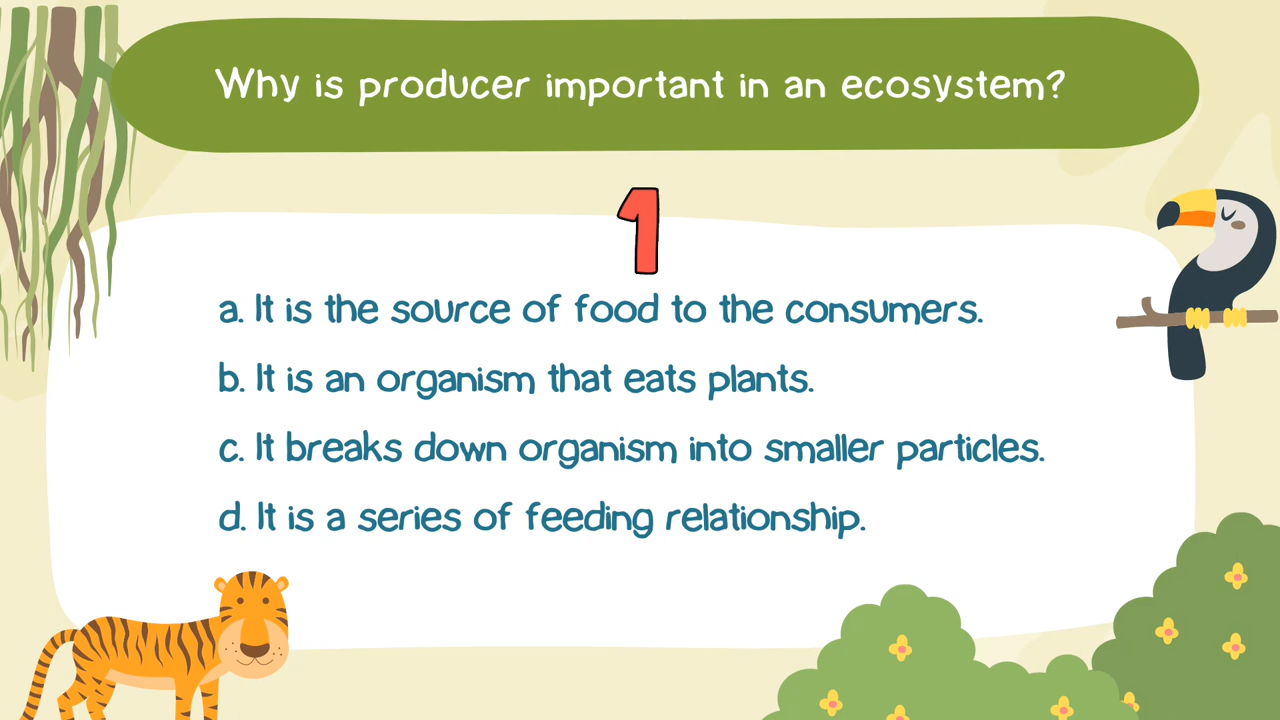 Why is producer important in an ecosystem?
1
a. It is the source of food to the consumers.
b. It is an organism that eats plants.
c. It breaks down organism into smaller particles.
d. It is a series of feeding relationship.